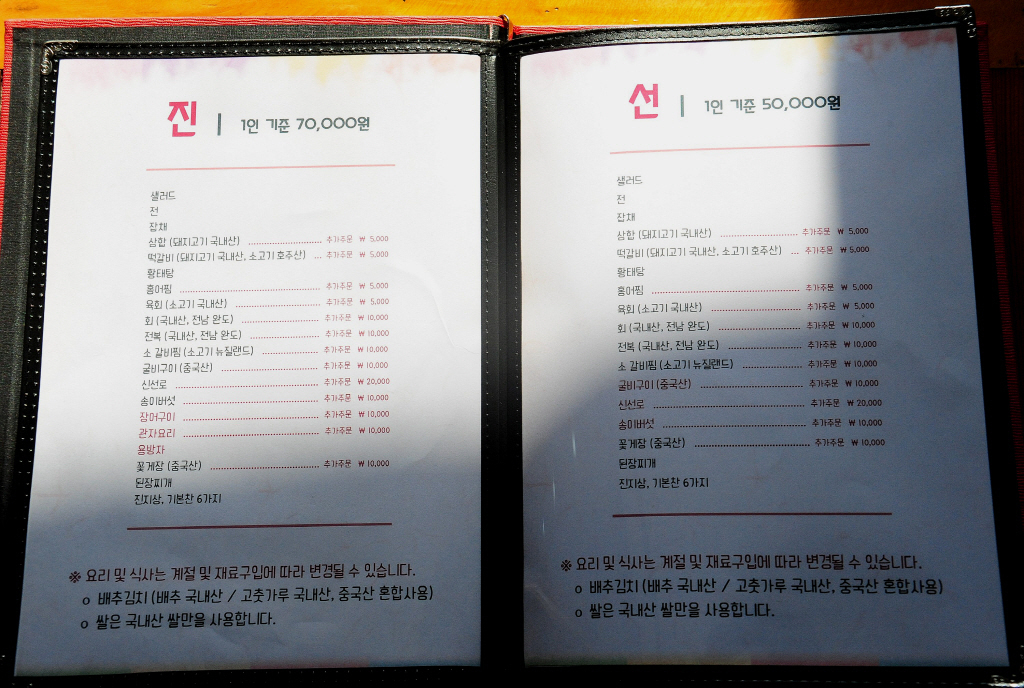 진 | 1인 기준 70,000원
샐러드
전
잡채
삼합 (돼지고기 국내산) 추가주문 ₩ 5,000
떡갈비 (돼지고기 국내산, 소고기 호주산) ... 추가주문 ₩ 5,000
황태탕
홍어찜 추가주문 ₩ 5,000
육회 (소고기 국내산) 추가주문 ₩ 5,000
회 (국내산, 전남 완도) 추가주문 ₩ 10,000
전복 (국내산, 전남 완도) 추가주문 ₩ 10,000
소 갈비찜 (소고기 뉴질랜드) 추가주문 ₩ 10,000
굴비구이 (중국산) 추가주문 ₩ 10,000
신선로 추가주문 ₩ 20,000
송이버섯 추가주문 ₩ 10,000
장어구이 추가주문 ₩ 10,000
관자요리 추가주문 ₩ 10,000
용방자
꽃게장 (중국산) 추가주문 ₩ 10,000
된장찌개
진지상, 기본찬 6가지
※ 요리 및 식사는 계절 및 재료구입에 따라 변경될 수 있습니다.
o 배추김치 (배추 국내산 / 고춧가루 국내산, 중국산 혼합사용)
o 쌀은 국내산 쌀만을 사용합니다.
선 | 1인 기준 50,000원
샐러드
전
잡채
삼합 (돼지고기 국내산) 추가주문 ₩ 5,000
떡갈비 (돼지고기 국내산, 소고기 호주산) ... 추가주문 ₩ 5,000
황태탕
홍어찜 추가주문 ₩ 5,000
육회 (소고기 국내산) 추가주문 ₩ 5,000
회 (국내산, 전남 완도) 추가주문 ₩ 10,000
전복 (국내산, 전남 완도) 추가주문 ₩ 10,000
소 갈비찜 (소고기 뉴질랜드) 추가주문 ₩ 10,000
굴비구이 (중국산) 추가주문 ₩ 10,000
신선로 추가주문 ₩ 20,000
송이버섯 추가주문 ₩ 10,000
꽃게장 (중국산) 추가주문 ₩ 10,000
된장찌개
진지상, 기본찬 6가지
※ 요리 및 식사는 계절 및 재료구입에 따라 변경될 수 있습니다.
o 배추김치 (배추 국내산 / 고춧가루 국내산, 중국산 혼합사용)
o 쌀은 국내산 쌀만을 사용합니다.